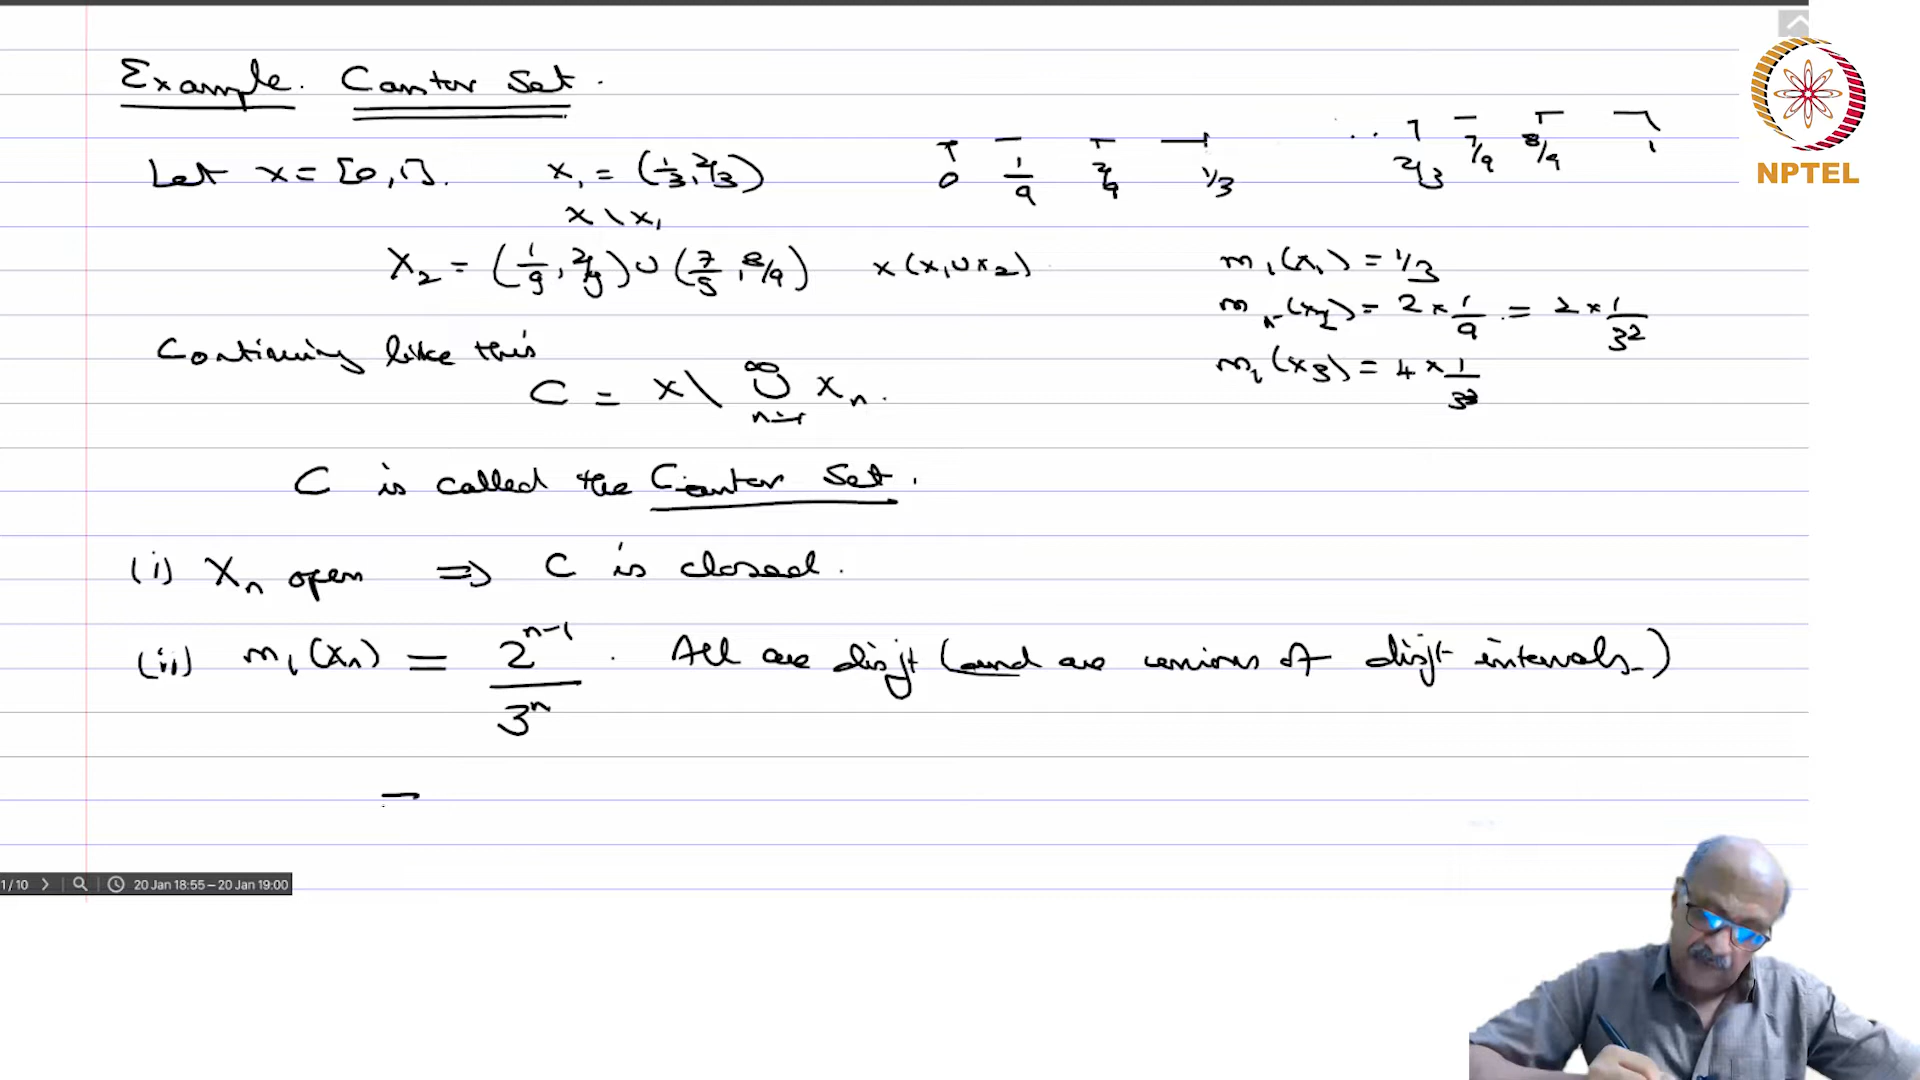 Example. Cantor Set.
Let X = [0,1]. X₁ = (1/3, 2/3)
0 1/9 2/9 1/3 .. 2/3 7/9 8/9 1
NPTEL
X \ X₁
X₂ = (1/9, 2/9) ∪ (7/9, 8/9) X(X₁∪X₂)
m₁(X₁) = 1/3
m₁(X₂) = 2 × 1/9 = 2 × 1/3²
m₁(X₃) = 4 × 1/3³
Continuing like this
C = X \ ∞∪n=1 Xₙ.
C is called the Cantor Set.
(i) Xₙ open ⇒ C is closed.
(ii) m₁(Xₙ) = 2ⁿ⁻¹/3ⁿ. All are disjt (and are unions of disjt intervals.)
1/10 20 Jan 18:55 – 20 Jan 19:00